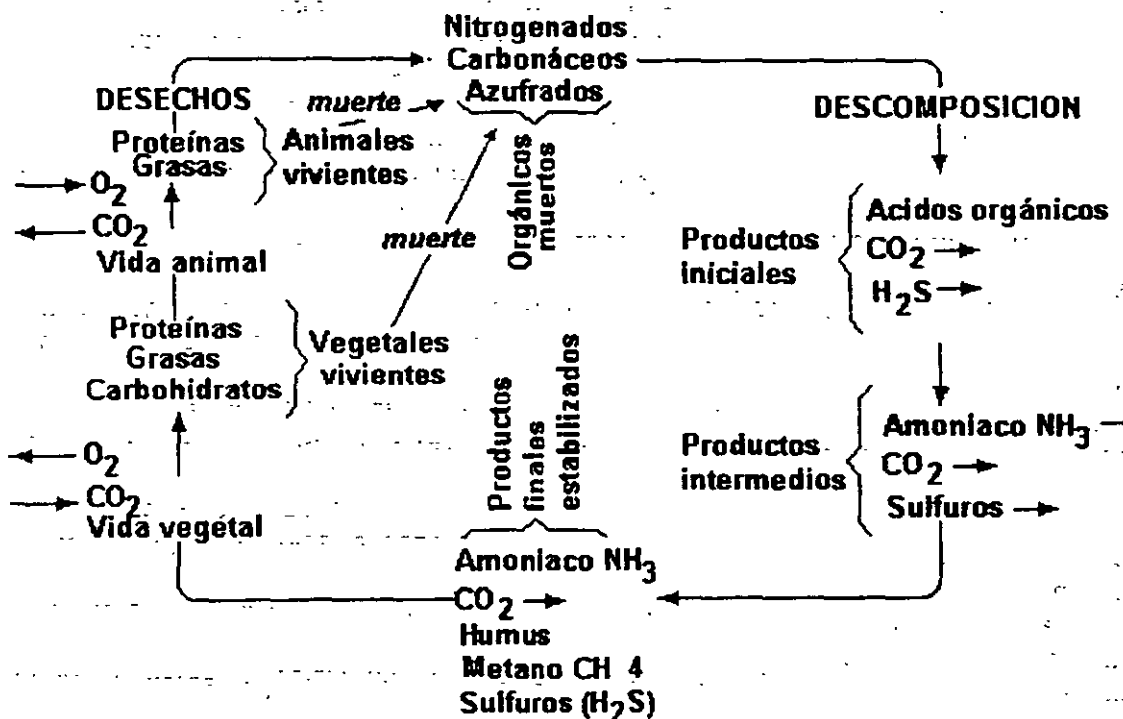 Nitrogenados
Carbonáceos
Azufrados
Orgánicos
muertos
DESECHOS
Proteínas
Grasas
muerte
Animales
vivientes
O2
CO2
Vida animal
muerte
Proteínas
Grasas
Carbohidratos
Vegetales
vivientes
O2
CO2
Vida vegétal
DESCOMPOSICION
Productos
iniciales
Acidos orgánicos
CO2
H2S
Productos
intermedios
Amoniaco NH3
CO2
Sulfuros
Productos
finales
estabilizados
Amoniaco NH3
CO2
Humus
Metano CH 4
Sulfuros (H2S)